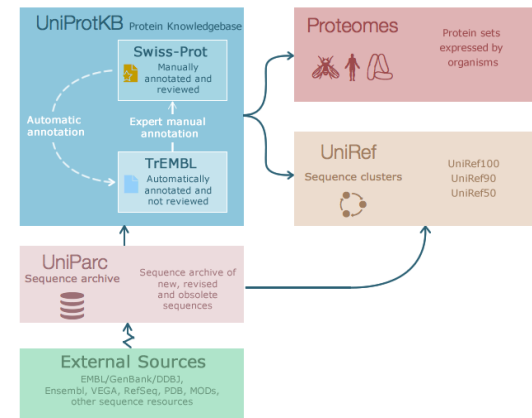 UniProtKB Protein Knowledgebase
Swiss-Prot
Manually
annotated and
reviewed
Automatic
annotation
Expert manual
annotation
TrEMBL
Automatically
annotated and
not reviewed
Proteomes
Protein sets
expressed by
organisms
UniRef
Sequence clusters
UniRef100
UniRef90
UniRef50
UniParc
Sequence archive
Sequence archive of
new, revised
and obsolete
sequences
External Sources
EMBL/GenBank/DDBJ,
Ensembl, VEGA, RefSeq, PDB, MODs,
other sequence resources